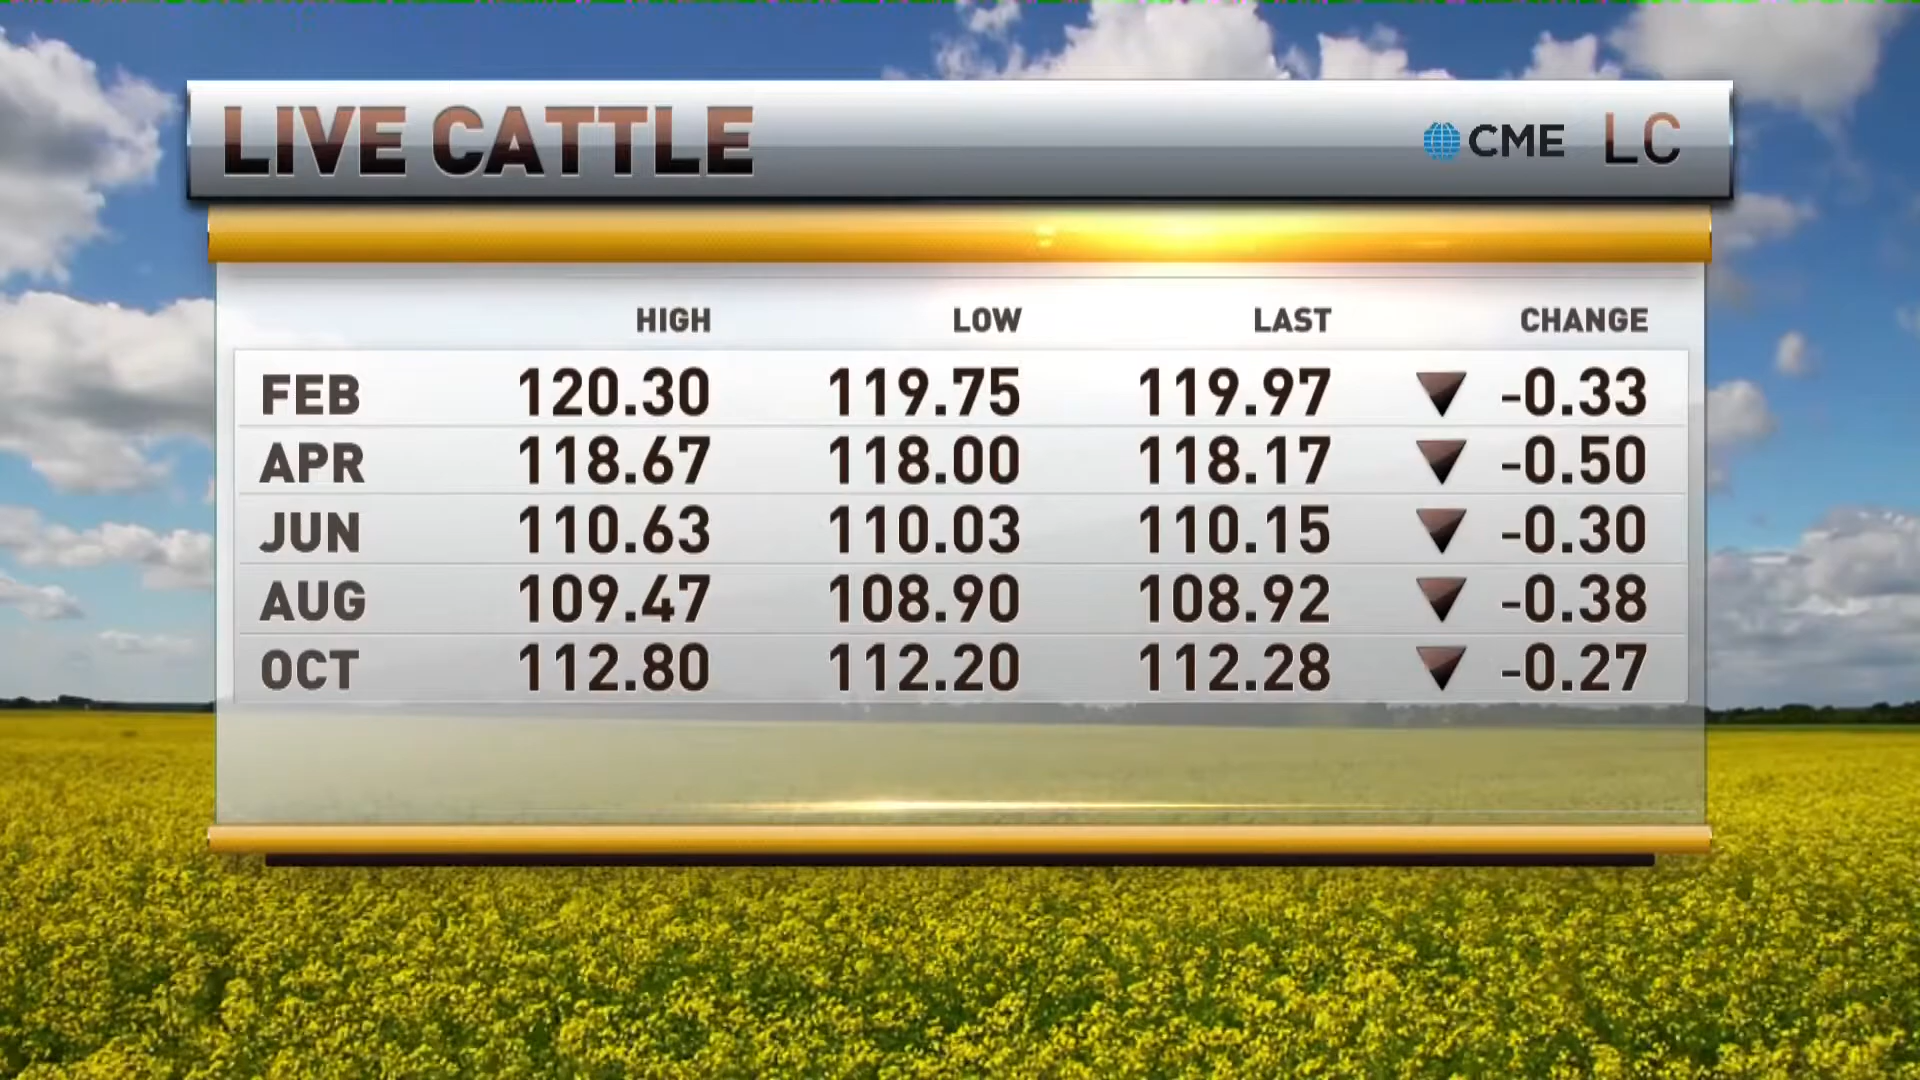 LIVE CATTLE CME LC
HIGH LOW LAST CHANGE
FEB 120.30 119.75 119.97 -0.33
APR 118.67 118.00 118.17 -0.50
JUN 110.63 110.03 110.15 -0.30
AUG 109.47 108.90 108.92 -0.38
OCT 112.80 112.20 112.28 -0.27